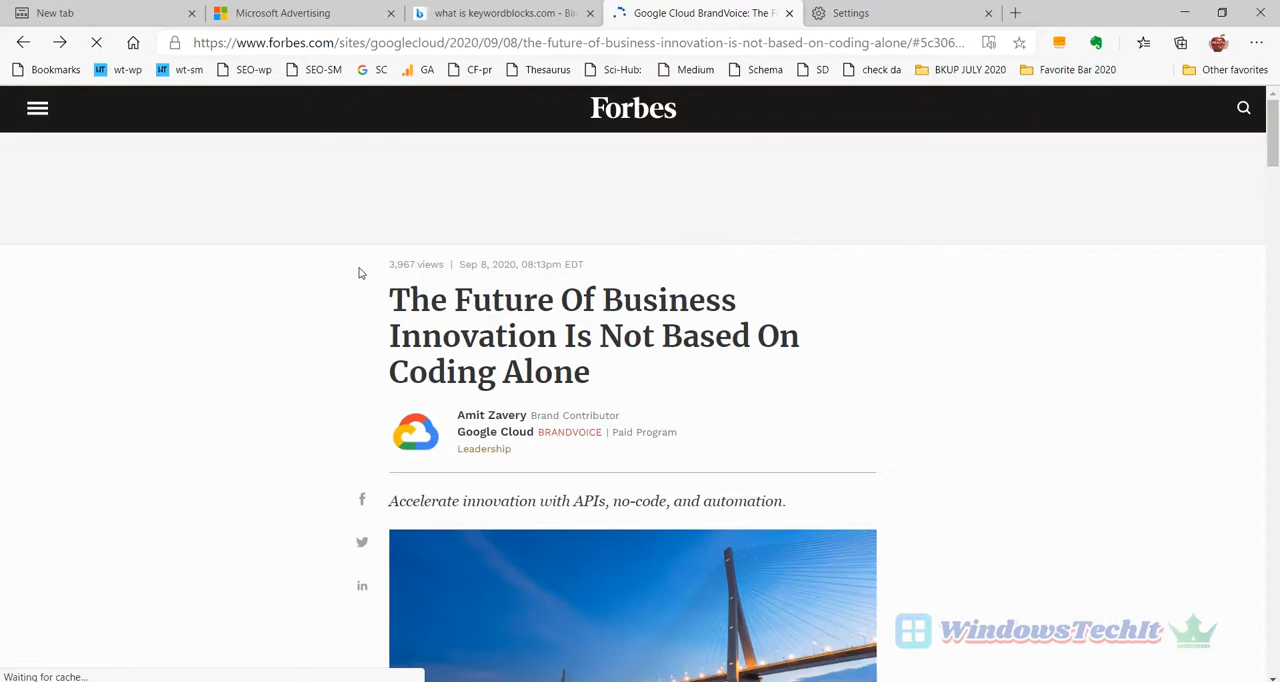 New tab
Microsoft Advertising
what is keywordblocks.com - Bin
Google Cloud BrandVoice: The F
Settings
https://www.forbes.com/sites/googlecloud/2020/09/08/the-future-of-business-innovation-is-not-based-on-coding-alone/#5c306...
Bookmarks
wt-wp
wt-sm
SEO-wp
SEO-SM
SC
GA
CF-pr
Thesaurus
Sci-Hub:
Medium
Schema
SD
check da
BKUP JULY 2020
Favorite Bar 2020
Other favorites
Forbes
3,967 views | Sep 8, 2020, 08:13pm EDT
The Future Of Business
Innovation Is Not Based On
Coding Alone
Amit Zavery Brand Contributor
Google Cloud BRANDVOICE | Paid Program
Leadership
Accelerate innovation with APIs, no-code, and automation.
WindowsTechIt
Waiting for cache...